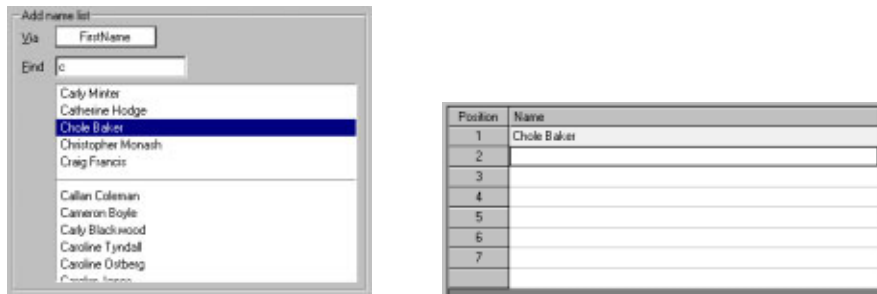 Add name list
Via FirstName
Find c
Carly Minter
Catherine Hodge
Chole Baker
Christopher Monash
Craig Francis
Callan Coleman
Cameron Boyle
Carly Blackwood
Caroline Tyndall
Caroline Ostberg
Position Name
1 Chole Baker
2
3
4
5
6
7